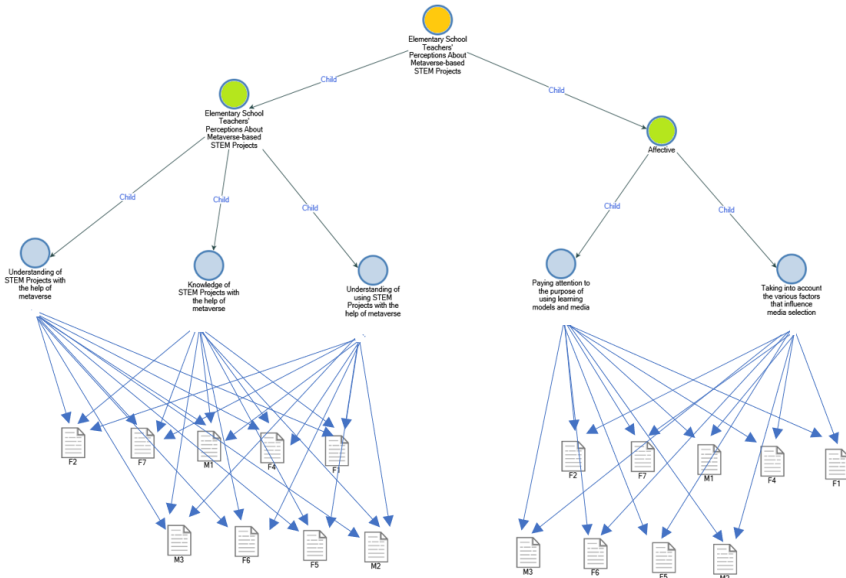 Elementary School
Teachers'
Perceptions About
Metaverse-based
STEM Projects
Child
Child
Elementary School
Teachers'
Perceptions About
Metaverse-based
STEM Projects
Affective
Child
Child
Child
Child
Child
Understanding of
STEM Projects with
the help of
metaverse
Knowledge of
STEM Projects with
the help of
metaverse
Understanding of
using STEM
Projects with the
help of metaverse
Paying attention to
the purpose of
using learning
models and media
Taking into account
the various factors
that influence
media selection
F2
F7
M1
F4
F1
F2
F7
M1
F4
F1
M3
F6
F5
M2
M3
F6
F5
M2